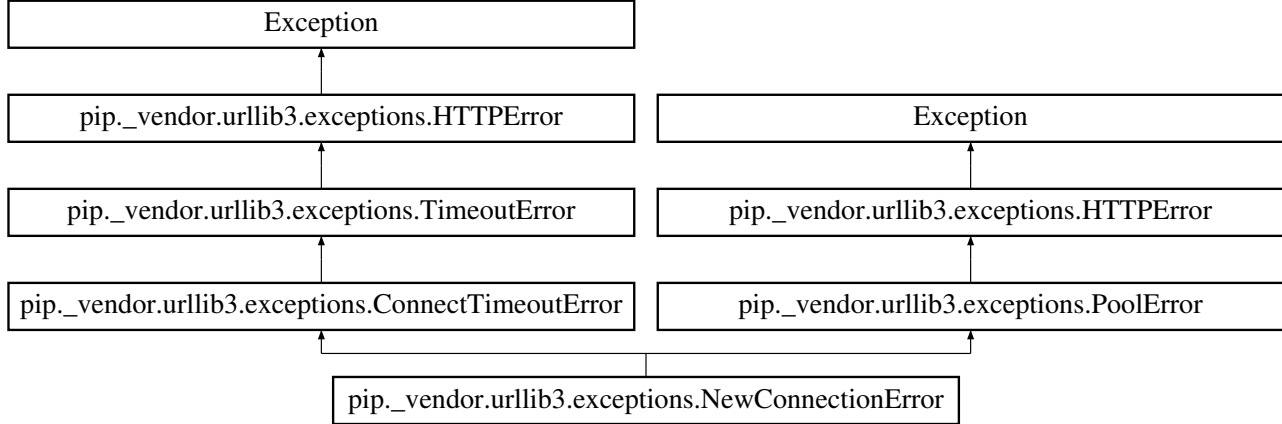 Exception
pip._vendor.urllib3.exceptions.HTTPError
Exception
pip._vendor.urllib3.exceptions.TimeoutError
pip._vendor.urllib3.exceptions.HTTPError
pip._vendor.urllib3.exceptions.ConnectTimeoutError
pip._vendor.urllib3.exceptions.PoolError
pip._vendor.urllib3.exceptions.NewConnectionError